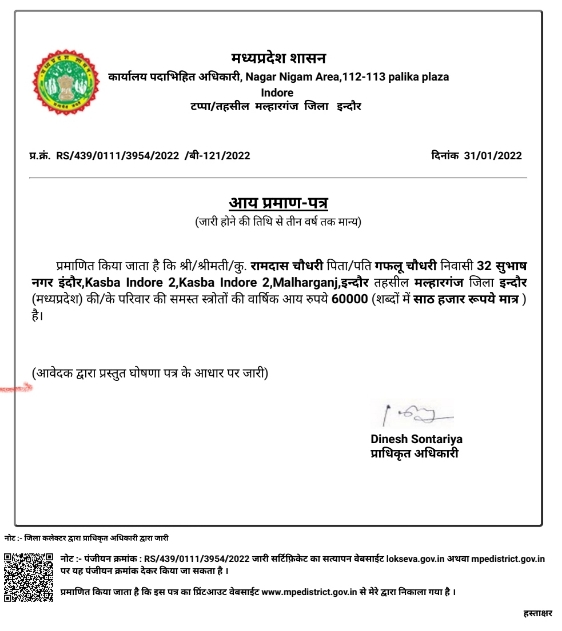 मध्यप्रदेश शासन
कार्यालय पदाभिहित अधिकारी, Nagar Nigam Area,112-113 palika plaza
Indore
टप्पा/तहसील मल्हारगंज जिला इन्दौर
प्र.क्रं. RS/439/0111/3954/2022 /बी-121/2022 दिनांक 31/01/2022
आय प्रमाण-पत्र
(जारी होने की तिथि से तीन वर्ष तक मान्य)
प्रमाणित किया जाता है कि श्री/श्रीमती/कु. रामदास चौधरी पिता/पति गफलू चौधरी निवासी 32 सुभाष
नगर इंदौर,Kasba Indore 2,Kasba Indore 2,Malharganj,इन्दौर तहसील मल्हारगंज जिला इन्दौर
(मध्यप्रदेश) की/के परिवार की समस्त स्त्रोतों की वार्षिक आय रुपये 60000 (शब्दों में साठ हजार रूपये मात्र )
है।
(आवेदक द्वारा प्रस्तुत घोषणा पत्र के आधार पर जारी)
Dinesh Sontariya
प्राधिकृत अधिकारी
नोट :- जिला कलेक्टर द्वारा प्राधिकृत अधिकारी द्वारा जारी
नोट :- पंजीयन क्रमांक : RS/439/0111/3954/2022 जारी सर्टिफ़िकेट का सत्यापन वेबसाईट lokseva.gov.in अथवा mpedistrict.gov.in
पर यह पंजीयन क्रमांक देकर किया जा सकता है ।
प्रमाणित किया जाता है कि इस पत्र का प्रिंटआउट वेबसाईट www.mpedistrict.gov.in से मेरे द्वारा निकाला गया है ।
हस्ताक्षर